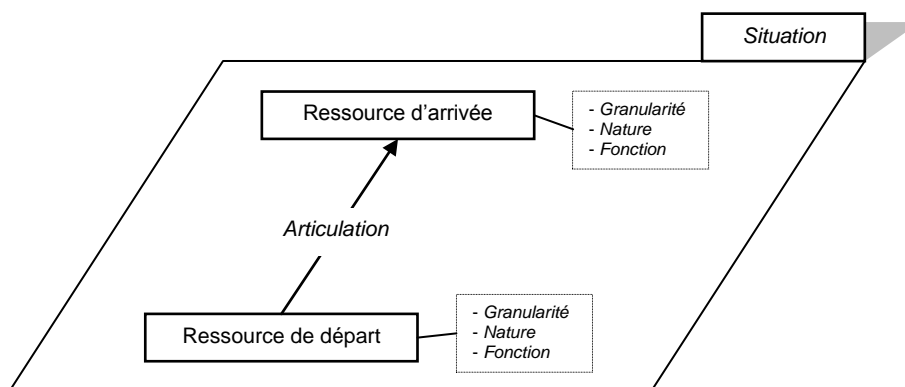 Situation
Ressource d’arrivée
- Granularité
- Nature
- Fonction
Articulation
Ressource de départ
- Granularité
- Nature
- Fonction